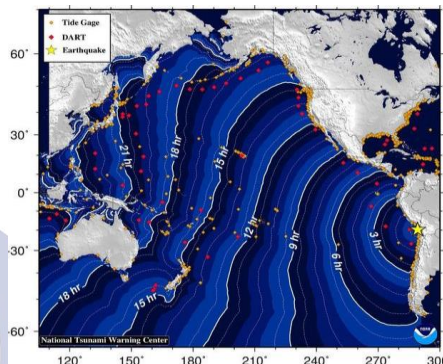 Tide Gage
DART
Earthquake
60°
30°
0°
-30°
-60°
21 hr
18 hr
15 hr
12 hr
9 hr
6 hr
3 hr
18 hr
15 hr
National Tsunami Warning Center
120° 150° 180° 210° 240° 270° 300